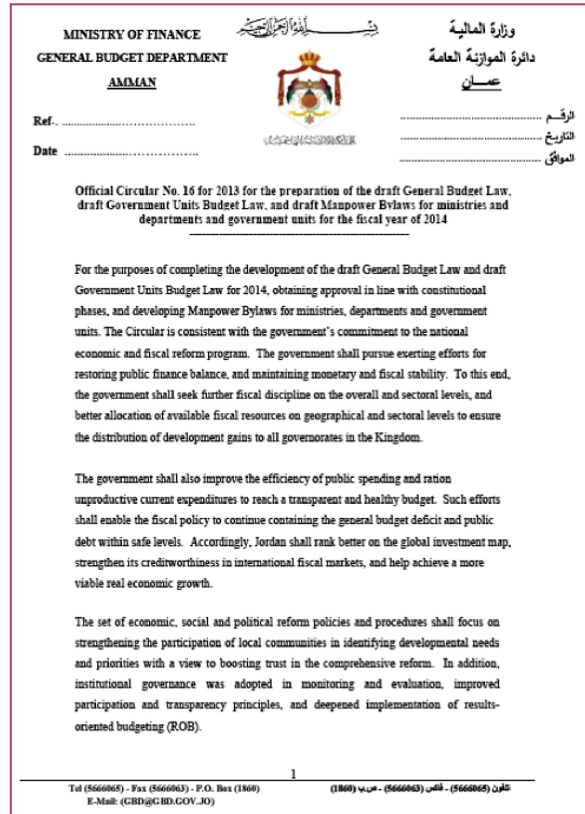 MINISTRY OF FINANCE
GENERAL BUDGET DEPARTMENT
AMMAN
Ref-. ......................................
Date ......................................
وزارة المالية
دائرة الموازنة العامة
عمــان
الرقـم ......................................
التاريخ ......................................
الموافق ......................................
Official Circular No. 16 for 2013 for the preparation of the draft General Budget Law,
draft Government Units Budget Law, and draft Manpower Bylaws for ministries and
departments and government units for the fiscal year of 2014
-----------------------------------------------------
For the purposes of completing the development of the draft General Budget Law and draft
Government Units Budget Law for 2014, obtaining approval in line with constitutional
phases, and developing Manpower Bylaws for ministries, departments and government
units. The Circular is consistent with the government's commitment to the national
economic and fiscal reform program. The government shall pursue exerting efforts for
restoring public finance balance, and maintaining monetary and fiscal stability. To this end,
the government shall seek further fiscal discipline on the overall and sectoral levels, and
better allocation of available fiscal resources on geographical and sectoral levels to ensure
the distribution of development gains to all governorates in the Kingdom.
The government shall also improve the efficiency of public spending and ration
unproductive current expenditures to reach a transparent and healthy budget. Such efforts
shall enable the fiscal policy to continue containing the general budget deficit and public
debt within safe levels. Accordingly, Jordan shall rank better on the global investment map,
strengthen its creditworthiness in international fiscal markets, and help achieve a more
viable real economic growth.
The set of economic, social and political reform policies and procedures shall focus on
strengthening the participation of local communities in identifying developmental needs
and priorities with a view to boosting trust in the comprehensive reform. In addition,
institutional governance was adopted in monitoring and evaluation, improved
participation and transparency principles, and deepened implementation of results-
oriented budgeting (ROB).
1
Tel (5666065) - Fax (5666063) - P.O. Box (1860)
E-Mail: (GBD@GBD.GOV.JO)
تلفون (5666065) - فاكس (5666063) - ص.ب (1860)